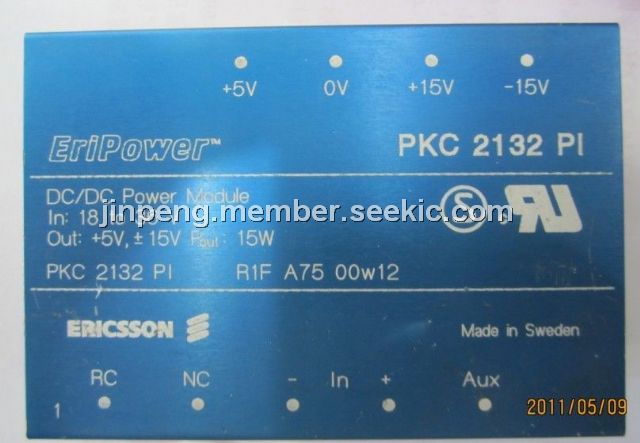 +5V 0V +15V -15V
EriPower™ PKC 2132 PI
DC/DC Power Module
In: 18
jinpeng.member.seekic.com
Out: +5V, ± 15V Pout: 15W
PKC 2132 PI R1F A75 00w12
ERICSSON Made in Sweden
RC NC - In + Aux
1
2011/05/09